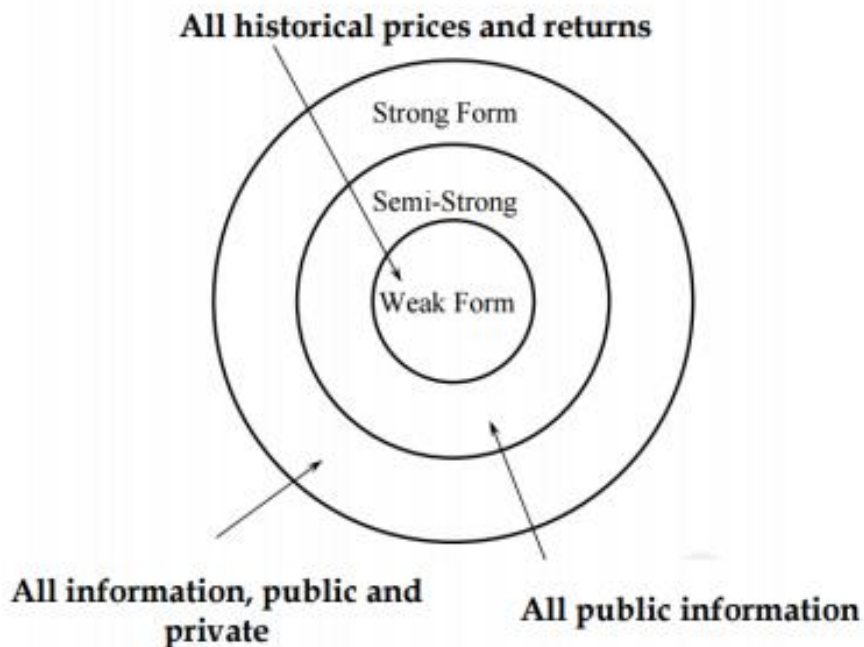 All historical prices and returns
Strong Form
Semi-Strong
Weak Form
All information, public and
private
All public information